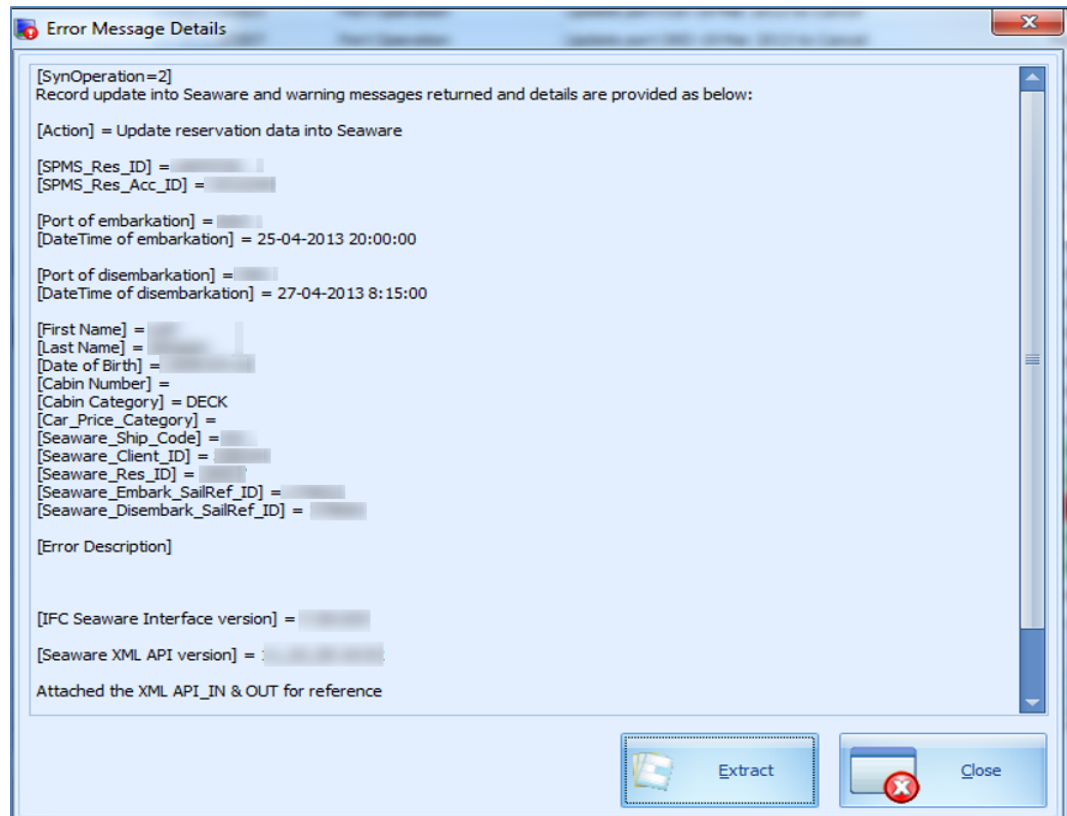 Error Message Details
[SynOperation=2]
Record update into Seaware and warning messages returned and details are provided as below:
[Action] = Update reservation data into Seaware
[SPMS_Res_ID] =
[SPMS_Res_Acc_ID] =
[Port of embarkation] =
[DateTime of embarkation] = 25-04-2013 20:00:00
[Port of disembarkation] =
[DateTime of disembarkation] = 27-04-2013 8:15:00
[First Name] =
[Last Name] =
[Date of Birth] =
[Cabin Number] =
[Cabin Category] = DECK
[Car_Price_Category] =
[Seaware_Ship_Code] =
[Seaware_Client_ID] =
[Seaware_Res_ID] =
[Seaware_Embark_SailRef_ID] =
[Seaware_Disembark_SailRef_ID] =
[Error Description]
[IFC Seaware Interface version] =
[Seaware XML API version] =
Attached the XML API_IN & OUT for reference
Extract
Close